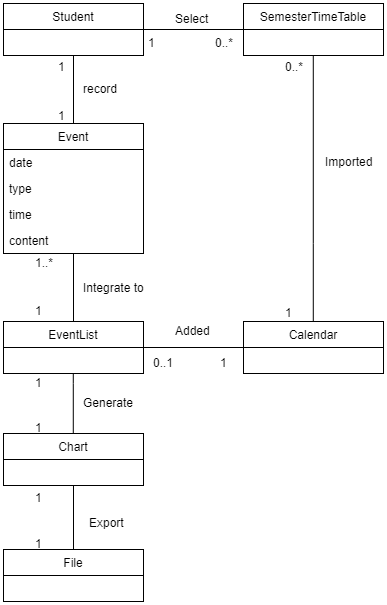 Student
Select
SemesterTimeTable
1
0..*
1
0..*
record
1
Event
date
type
time
content
Imported
1..*
Integrate to
1
1
EventList
Added
Calendar
0..1
1
1
Generate
1
Chart
1
Export
1
File